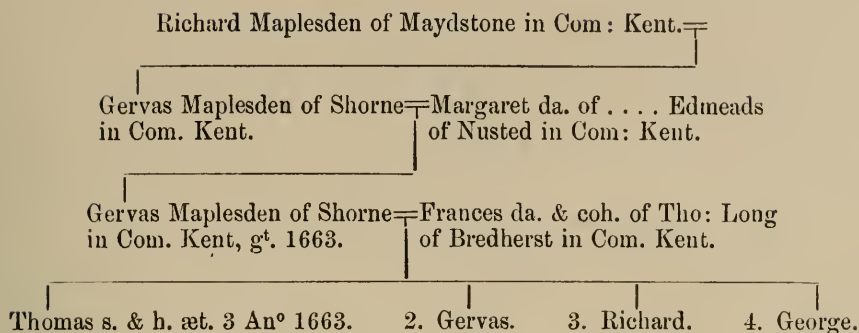 Richard Maplesden of Maydstone in Com: Kent.
Gervas Maplesden of Shorne
in Com. Kent.
Margaret da. of .... Edmeads
of Nusted in Com: Kent.
Gervas Maplesden of Shorne
in Com. Kent, gᵗ. 1663.
Frances da. & coh. of Tho: Long
of Bredherst in Com. Kent.
Thomas s. & h. æt. 3 Anº 1663. 2. Gervas. 3. Richard. 4. George.